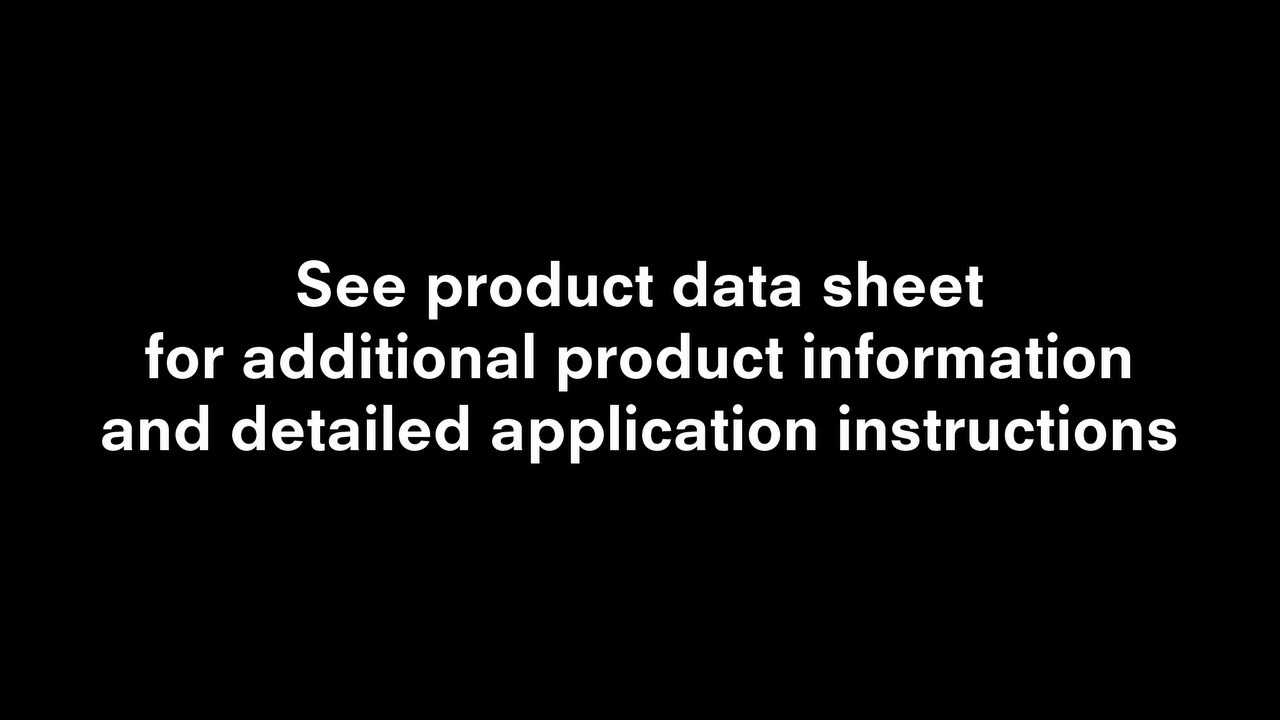 See product data sheet
for additional product information
and detailed application instructions